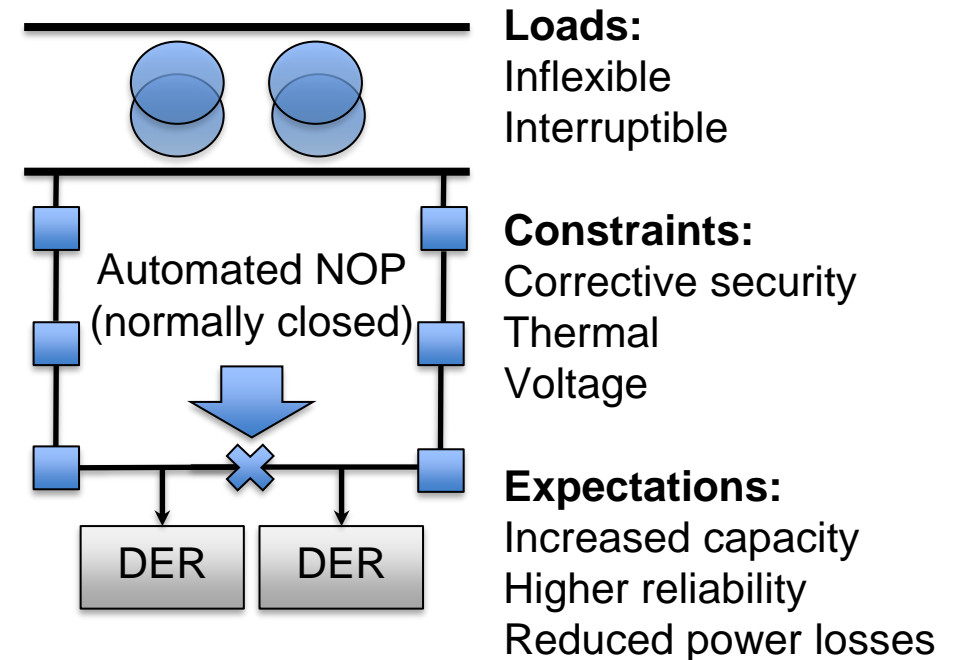 Automated NOP
(normally closed)
DER
DER
Loads:
Inflexible
Interruptible
Constraints:
Corrective security
Thermal
Voltage
Expectations:
Increased capacity
Higher reliability
Reduced power losses